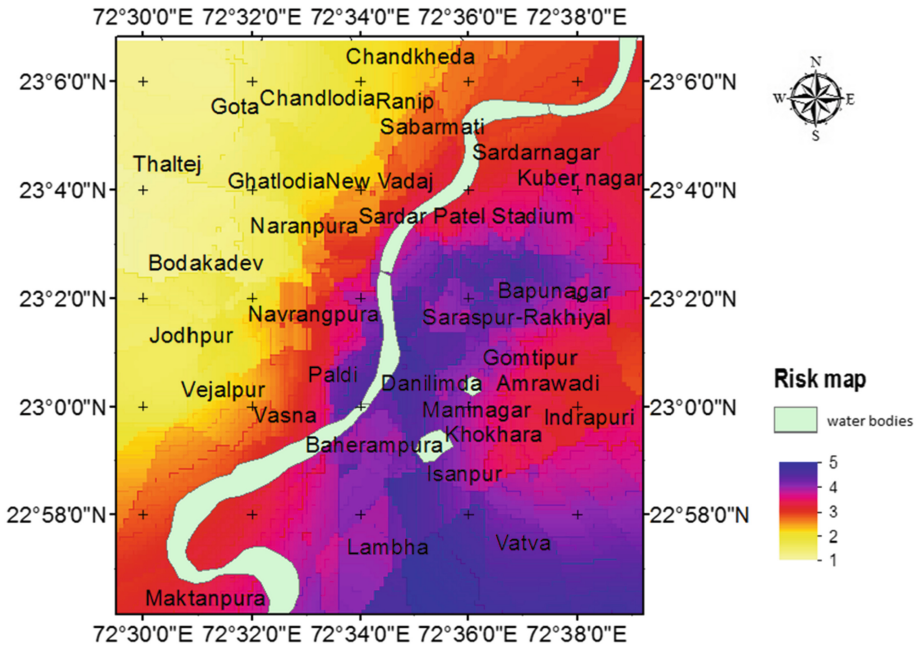 72°30'0"E 72°32'0"E 72°34'0"E 72°36'0"E 72°38'0"E
Chandkheda
23°6'0"N 23°6'0"N
Gota Chandlodia Ranip
Sabarmati
Sardarnagar
Thaltej
Kuber nagar
Ghatlodia New Vadaj
23°4'0"N 23°4'0"N
Sardar Patel Stadium
Naranpura
Bodakadev
23°2'0"N Bapunagar 23°2'0"N
Navrangpura Saraspur-Rakhiyal
Jodhpur
Gomtipur
Paldi Danilimda Amrawadi
Vejalpur
23°0'0"N Maninagar 23°0'0"N
Vasna Indrapuri
Khokhara
Baherampura
Isanpur
22°58'0"N 22°58'0"N
Lambha Vatva
Maktanpura
72°30'0"E 72°32'0"E 72°34'0"E 72°36'0"E 72°38'0"E
N
W E
S
Risk map
water bodies
5
4
3
2
1